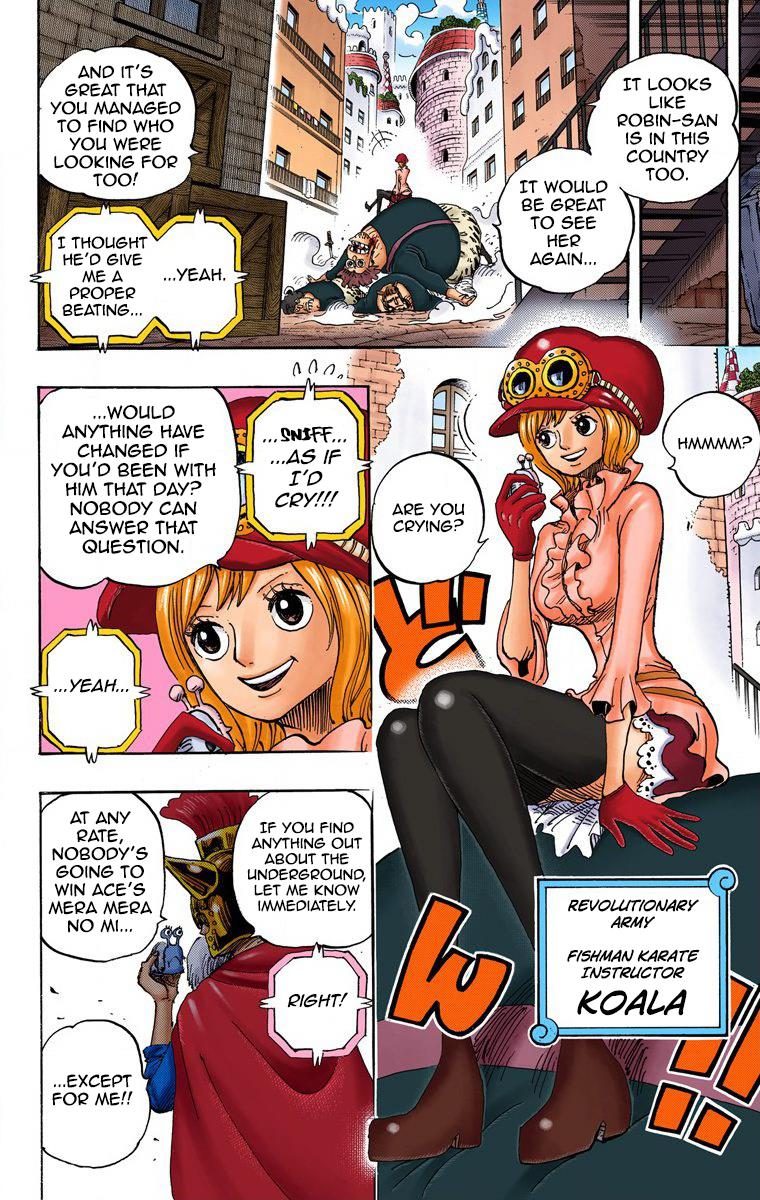 IT LOOKS
LIKE
ROBIN-SAN
IS IN THIS
COUNTRY
TOO.
IT WOULD
BE GREAT
TO SEE
HER
AGAIN...
AND IT'S
GREAT THAT
YOU MANAGED
TO FIND WHO
YOU WERE
LOOKING FOR
TOO!
...YEAH.
I THOUGHT
HE'D GIVE
ME A
PROPER
BEATING...
HMMMM?
ARE YOU
CRYING?
ドン!!
REVOLUTIONARY
ARMY
FISHMAN KARATE
INSTRUCTOR
KOALA
...SNIFF...
...AS IF
I'D
CRY!!!
...WOULD
ANYTHING HAVE
CHANGED IF
YOU'D BEEN WITH
HIM THAT DAY?
NOBODY CAN
ANSWER THAT
QUESTION.
...YEAH...
IF YOU FIND
ANYTHING OUT
ABOUT THE
UNDERGROUND,
LET ME KNOW
IMMEDIATELY.
RIGHT!
AT ANY
RATE,
NOBODY'S
GOING TO
WIN ACE'S
MERA MERA
NO MI...
...EXCEPT
FOR ME!!